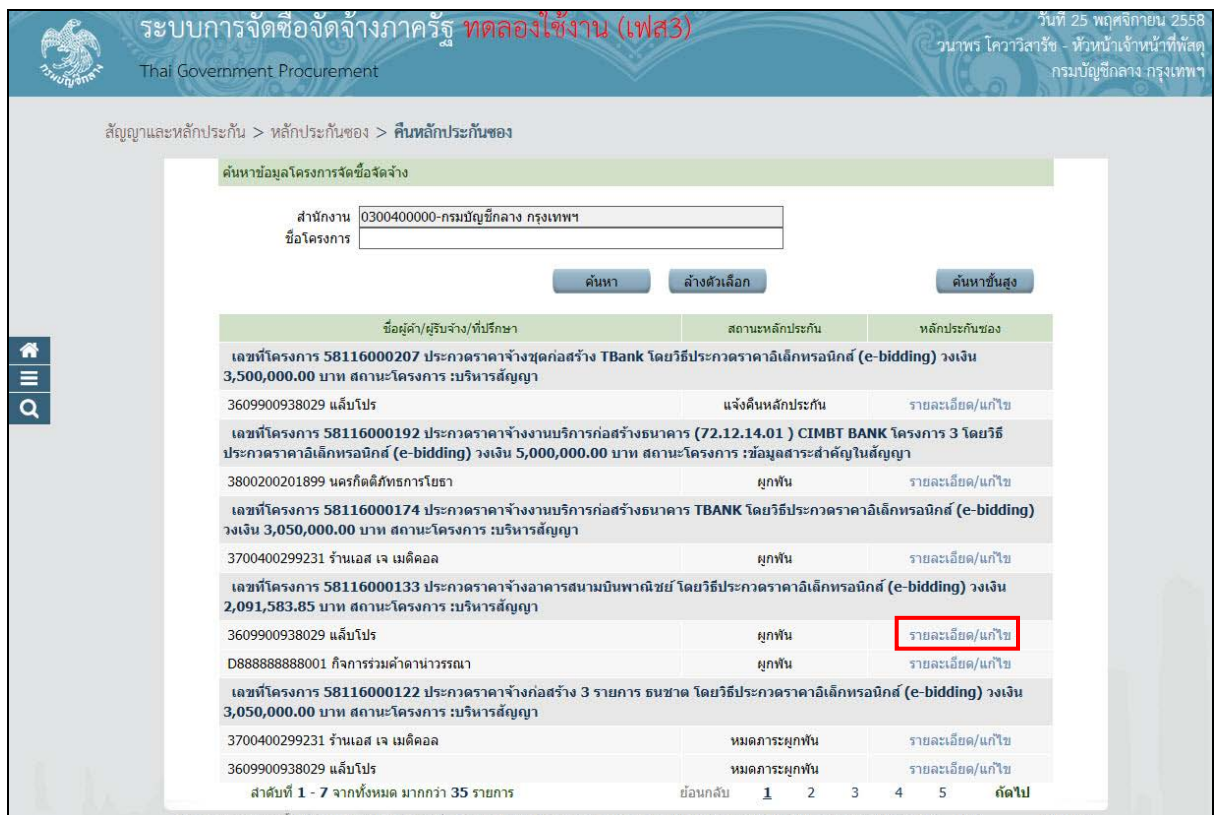 ระบบการจัดซื้อจัดจ้างภาครัฐ ทดลองใช้งาน (เฟส3)
Thai Government Procurement
วันที่ 25 พฤศจิกายน 2558
วนาพร โควาวิสารัช - หัวหน้าเจ้าหน้าที่พัสดุ
กรมบัญชีกลาง กรุงเทพฯ
กรมบัญชีกลาง
สัญญาและหลักประกัน > หลักประกันซอง > คืนหลักประกันซอง
ค้นหาข้อมูลโครงการจัดซื้อจัดจ้าง
สำนักงาน 0300400000-กรมบัญชีกลาง กรุงเทพฯ
ชื่อโครงการ
ค้นหา ล้างตัวเลือก ค้นหาขั้นสูง
ชื่อผู้ค้า/ผู้รับจ้าง/ที่ปรึกษา สถานะหลักประกัน หลักประกันซอง
เลขที่โครงการ 58116000207 ประกวดราคาจ้างชุดก่อสร้าง TBank โดยวิธีประกวดราคาอิเล็กทรอนิกส์ (e-bidding) วงเงิน
3,500,000.00 บาท สถานะโครงการ :บริหารสัญญา
3609900938029 แล็บโปร แจ้งคืนหลักประกัน รายละเอียด/แก้ไข
เลขที่โครงการ 58116000192 ประกวดราคาจ้างงานบริการก่อสร้างธนาคาร (72.12.14.01 ) CIMBT BANK โครงการ 3 โดยวิธี
ประกวดราคาอิเล็กทรอนิกส์ (e-bidding) วงเงิน 5,000,000.00 บาท สถานะโครงการ :ข้อมูลสาระสำคัญในสัญญา
3800200201899 นครกิตติภัทธการโยธา ผูกพัน รายละเอียด/แก้ไข
เลขที่โครงการ 58116000174 ประกวดราคาจ้างงานบริการก่อสร้างธนาคาร TBANK โดยวิธีประกวดราคาอิเล็กทรอนิกส์ (e-bidding)
วงเงิน 3,050,000.00 บาท สถานะโครงการ :บริหารสัญญา
3700400299231 ร้านเอส เจ เมดิคอล ผูกพัน รายละเอียด/แก้ไข
เลขที่โครงการ 58116000133 ประกวดราคาจ้างอาคารสนามบินพาณิชย์ โดยวิธีประกวดราคาอิเล็กทรอนิกส์ (e-bidding) วงเงิน
2,091,583.85 บาท สถานะโครงการ :บริหารสัญญา
3609900938029 แล็บโปร ผูกพัน รายละเอียด/แก้ไข
D888888888001 กิจการร่วมค้าดาน่าวรรณา ผูกพัน รายละเอียด/แก้ไข
เลขที่โครงการ 58116000122 ประกวดราคาจ้างก่อสร้าง 3 รายการ ธนชาต โดยวิธีประกวดราคาอิเล็กทรอนิกส์ (e-bidding) วงเงิน
3,050,000.00 บาท สถานะโครงการ :บริหารสัญญา
3700400299231 ร้านเอส เจ เมดิคอล หมดภาระผูกพัน รายละเอียด/แก้ไข
3609900938029 แล็บโปร หมดภาระผูกพัน รายละเอียด/แก้ไข
ลำดับที่ 1 - 7 จากทั้งหมด มากกว่า 35 รายการ ย้อนกลับ 1 2 3 4 5 ถัดไป